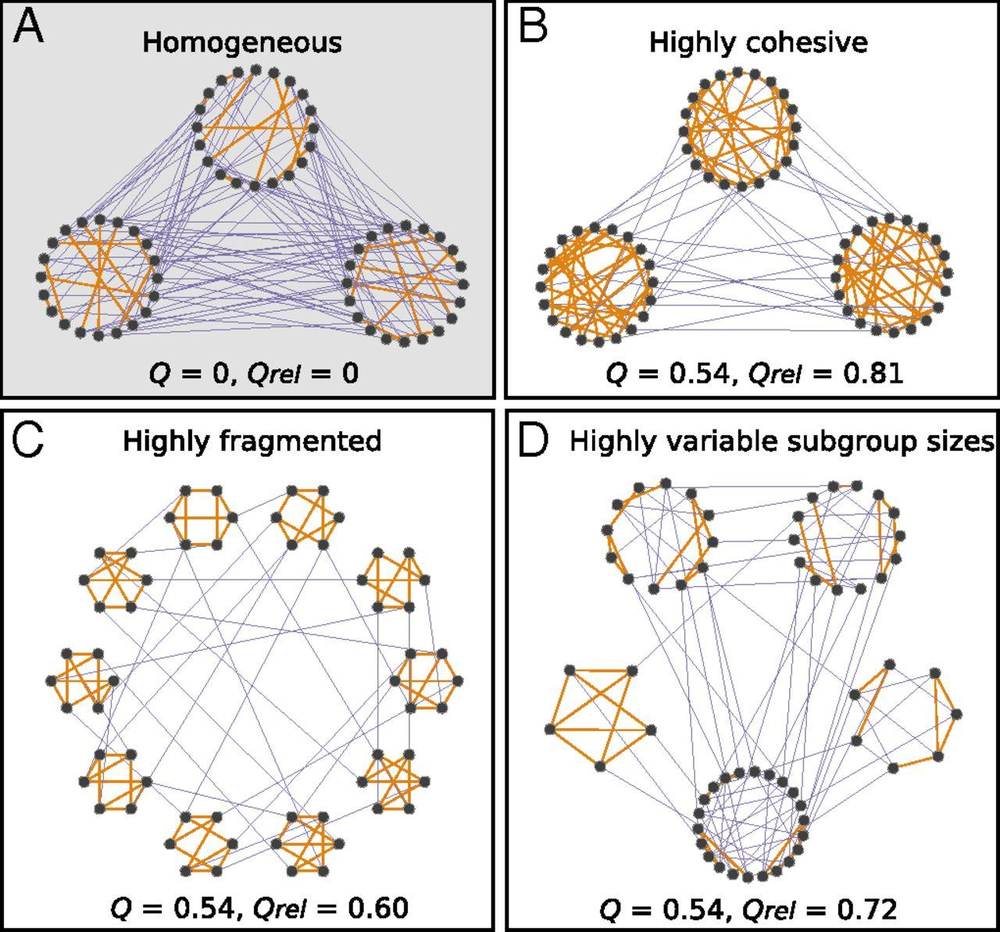 A
Homogeneous
Q = 0, Qrel = 0
B
Highly cohesive
Q = 0.54, Qrel = 0.81
C
Highly fragmented
Q = 0.54, Qrel = 0.60
D
Highly variable subgroup sizes
Q = 0.54, Qrel = 0.72